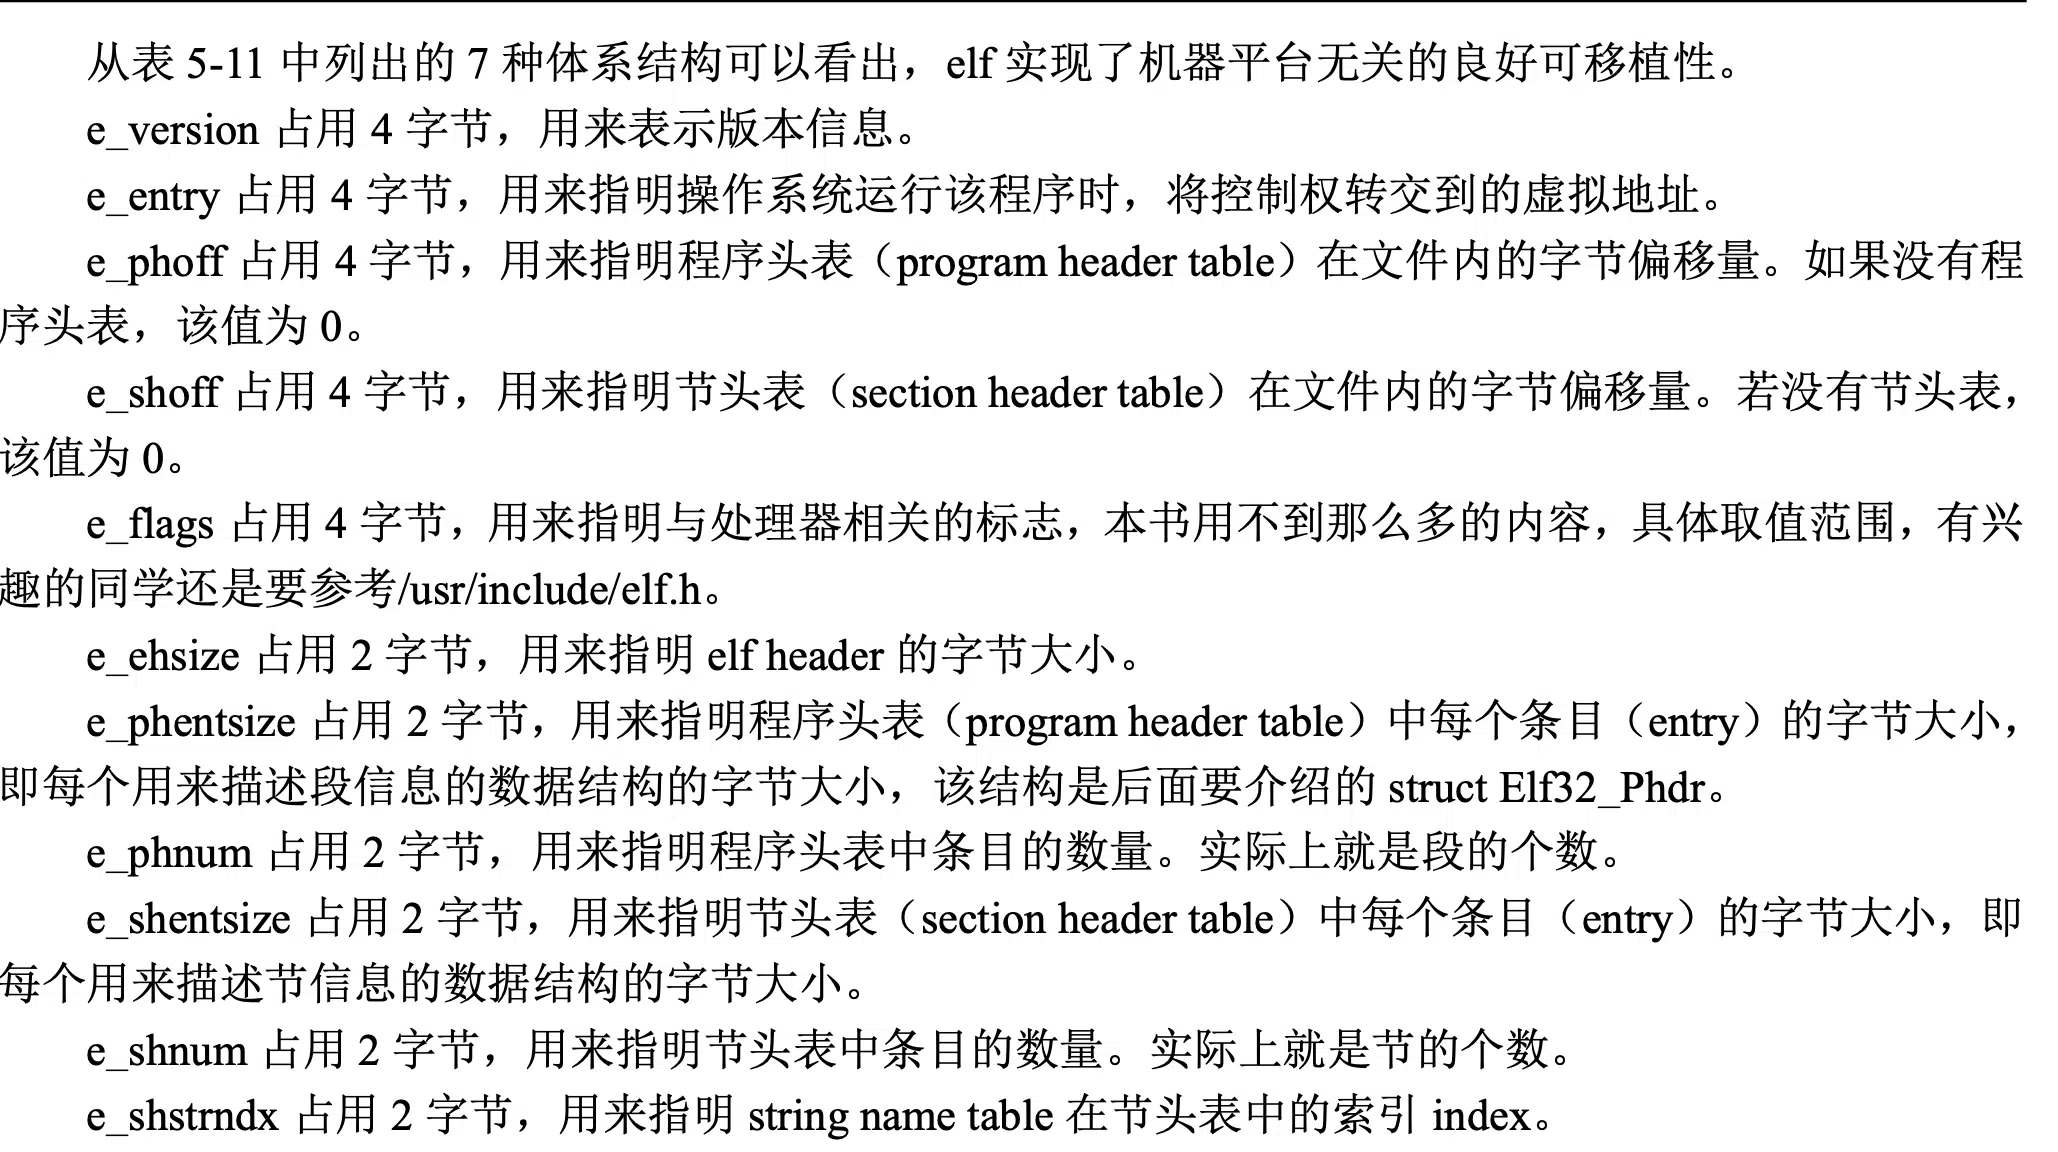 从表 5-11 中列出的 7 种体系结构可以看出，elf 实现了机器平台无关的良好可移植性。
e_version 占用 4 字节，用来表示版本信息。
e_entry 占用 4 字节，用来指明操作系统运行该程序时，将控制权转交到的虚拟地址。
e_phoff 占用 4 字节，用来指明程序头表（program header table）在文件内的字节偏移量。如果没有程
序头表，该值为 0。
e_shoff 占用 4 字节，用来指明节头表（section header table）在文件内的字节偏移量。若没有节头表，
该值为 0。
e_flags 占用 4 字节，用来指明与处理器相关的标志，本书用不到那么多的内容，具体取值范围，有兴
趣的同学还是要参考/usr/include/elf.h。
e_ehsize 占用 2 字节，用来指明 elf header 的字节大小。
e_phentsize 占用 2 字节，用来指明程序头表（program header table）中每个条目（entry）的字节大小，
即每个用来描述段信息的数据结构的字节大小，该结构是后面要介绍的 struct Elf32_Phdr。
e_phnum 占用 2 字节，用来指明程序头表中条目的数量。实际上就是段的个数。
e_shentsize 占用 2 字节，用来指明节头表（section header table）中每个条目（entry）的字节大小，即
每个用来描述节信息的数据结构的字节大小。
e_shnum 占用 2 字节，用来指明节头表中条目的数量。实际上就是节的个数。
e_shstrndx 占用 2 字节，用来指明 string name table 在节头表中的索引 index。